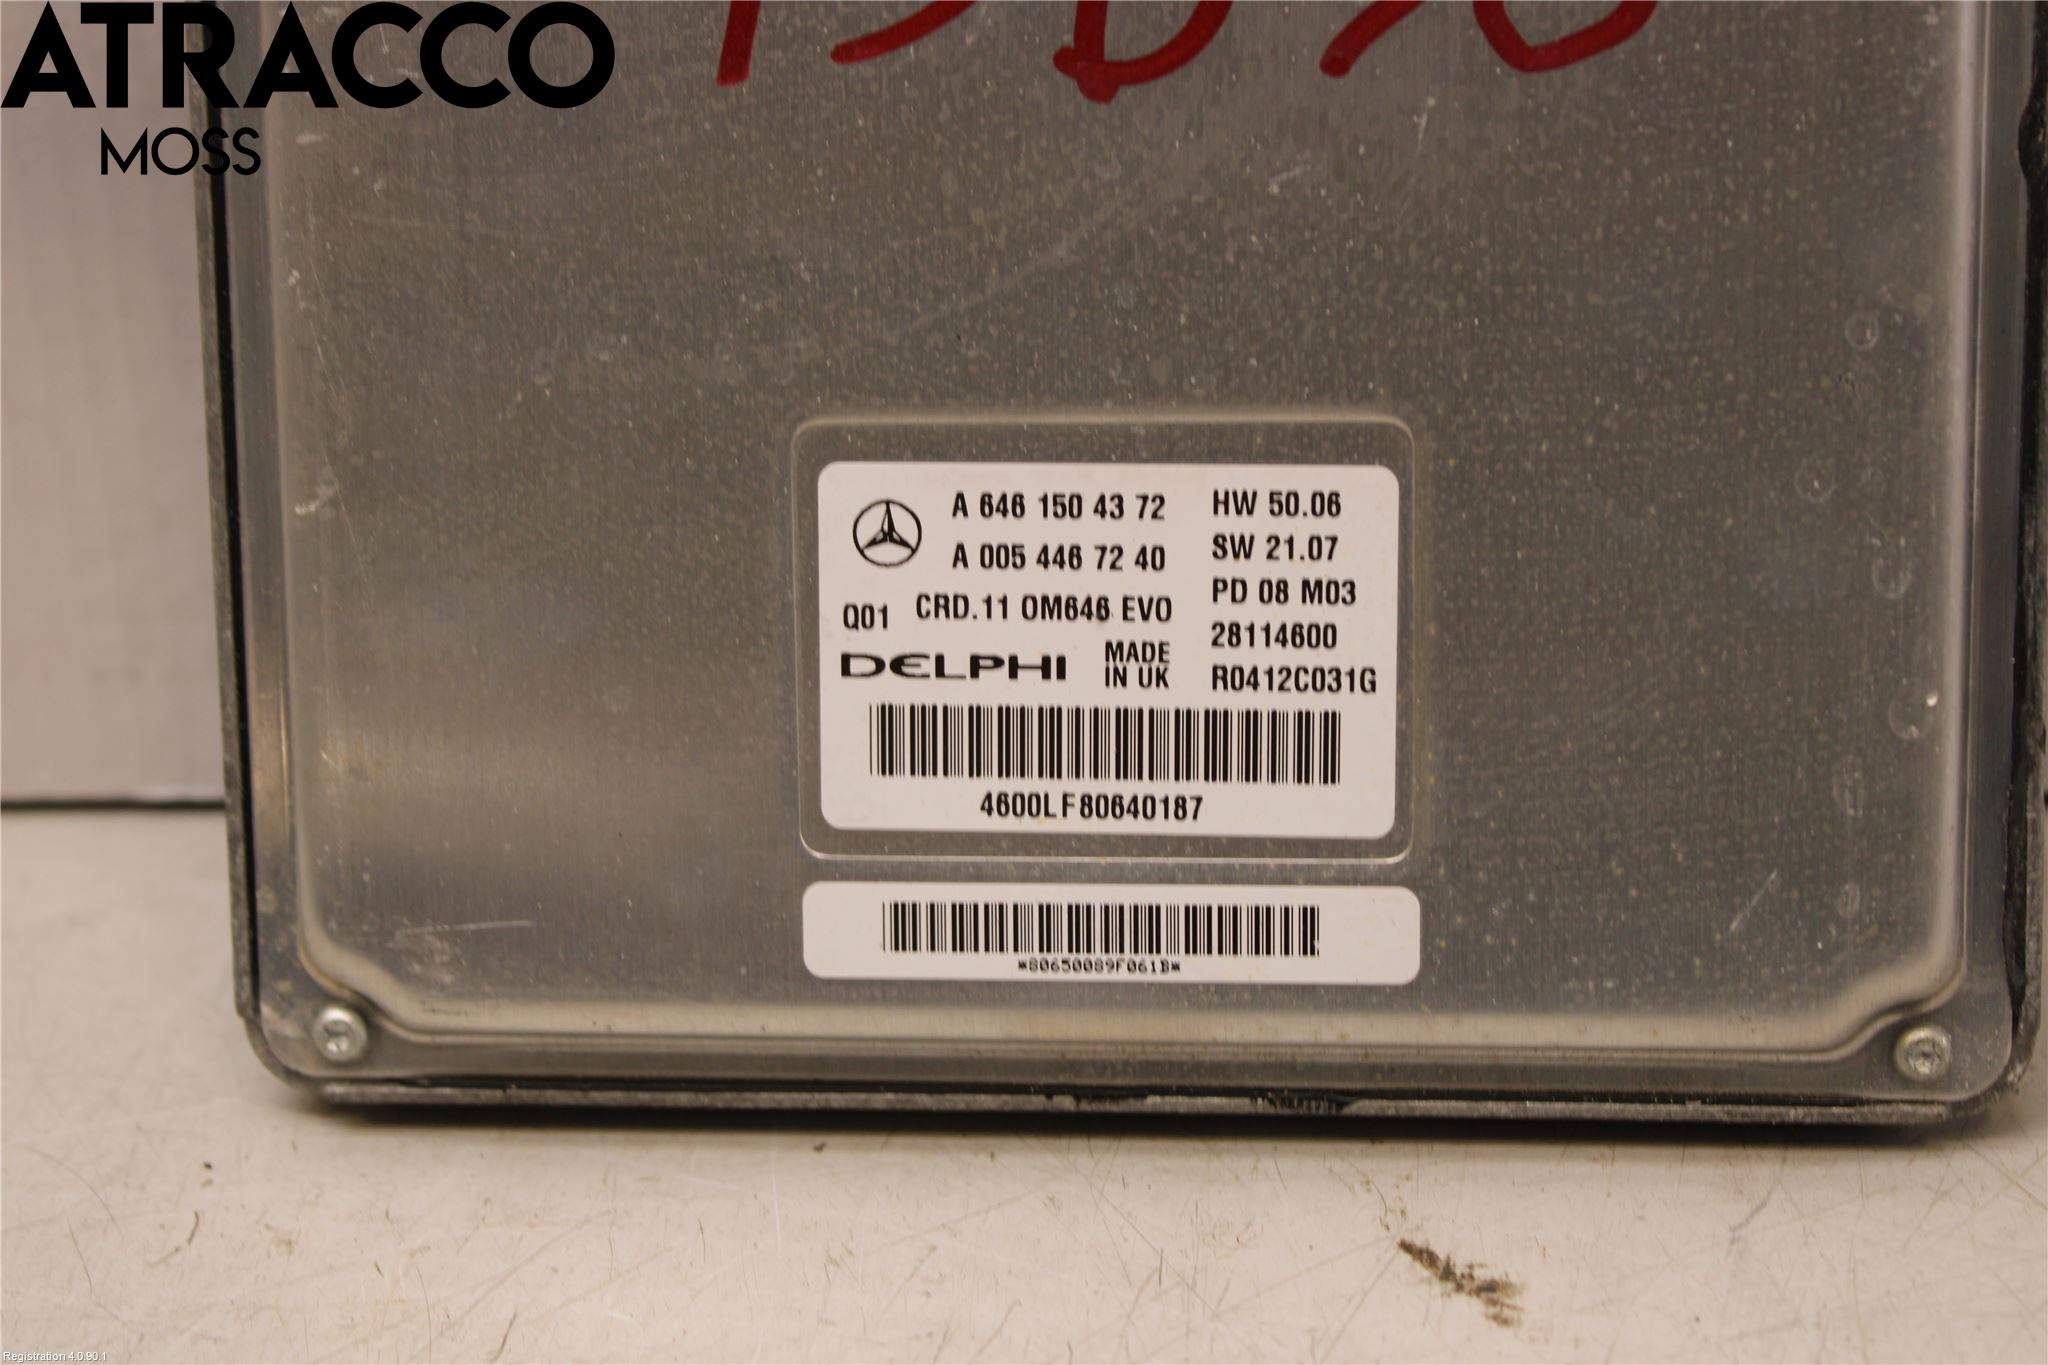 ATRACCO
MOSS
A 646 150 43 72
A 005 446 72 40
Q01 CRD.11 OM646 EVO
DELPHI MADE IN UK
HW 50.06
SW 21.07
PD 08 M03
28114600
R0412C031G
4600LF80640187
*80650089F061B*
Registration 4.0.90.1